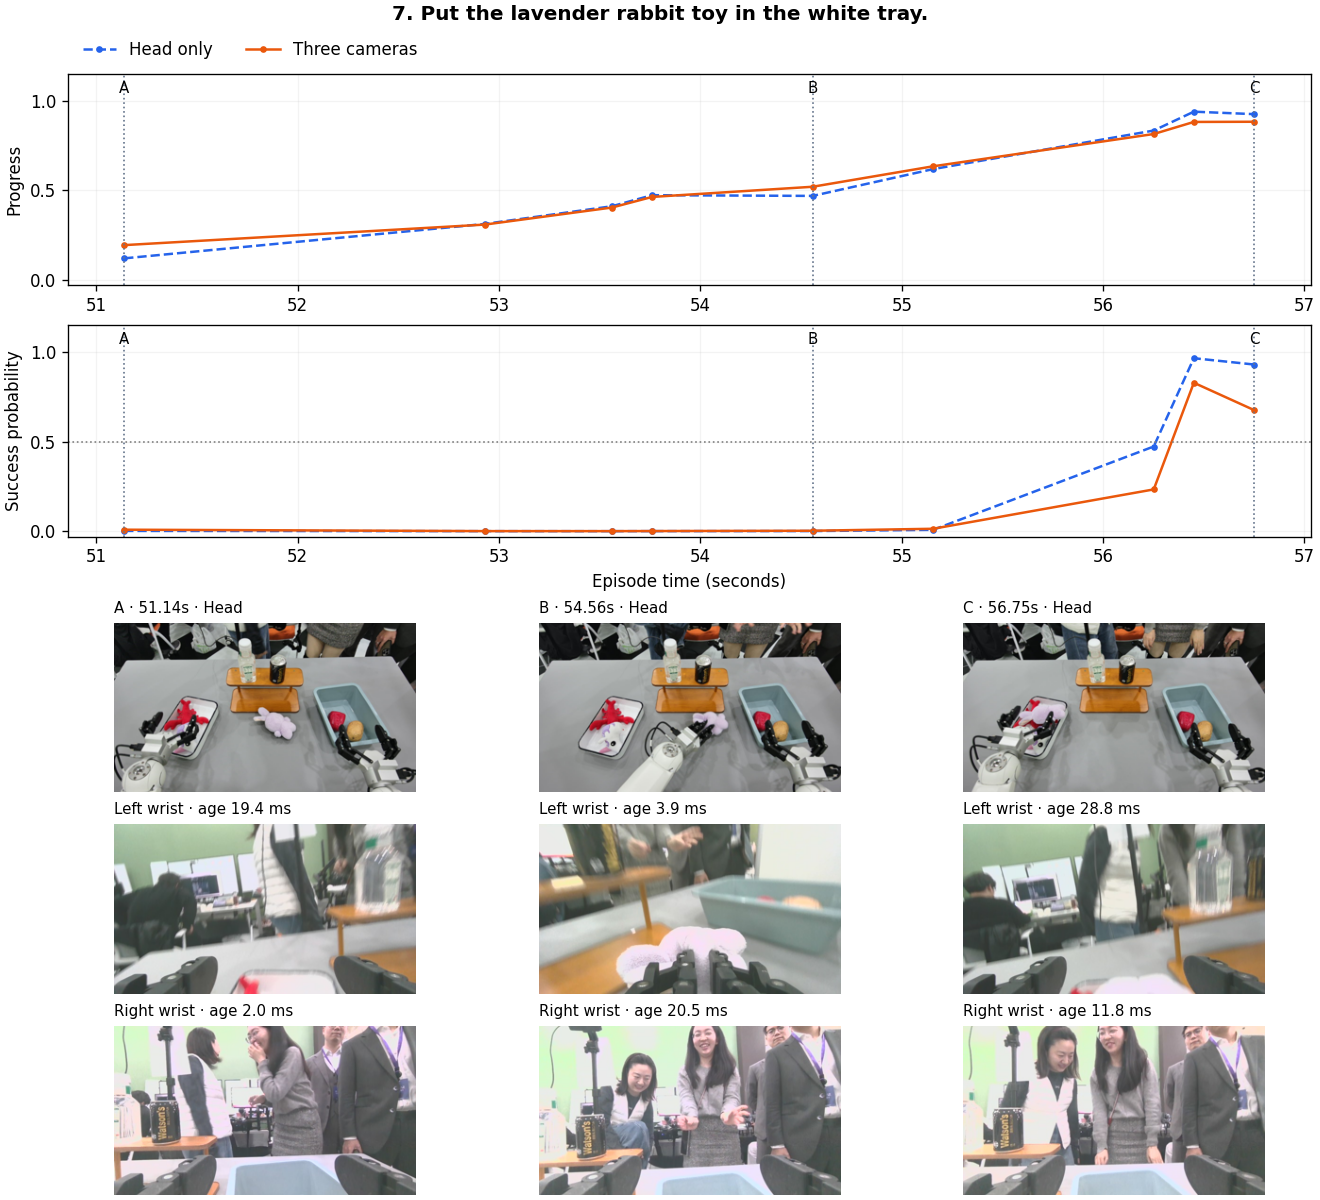 7. Put the lavender rabbit toy in the white tray.
Head only
Three cameras
A
B
C
1.0
0.5
0.0
Progress
51
52
53
54
55
56
57
A
B
C
1.0
0.5
0.0
Success probability
51
52
53
54
55
56
57
Episode time (seconds)
A · 51.14s · Head
B · 54.56s · Head
C · 56.75s · Head
Left wrist · age 19.4 ms
Left wrist · age 3.9 ms
Left wrist · age 28.8 ms
Right wrist · age 2.0 ms
Right wrist · age 20.5 ms
Right wrist · age 11.8 ms
Watson's
Watson's
Watson's